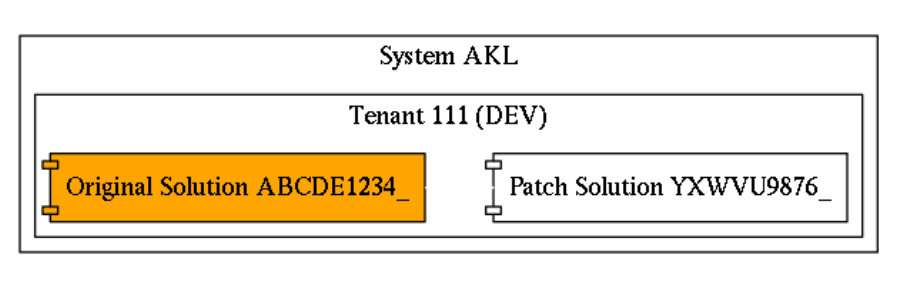 System AKL
Tenant 111 (DEV)
Original Solution ABCDE1234_
Patch Solution YXWVU9876_